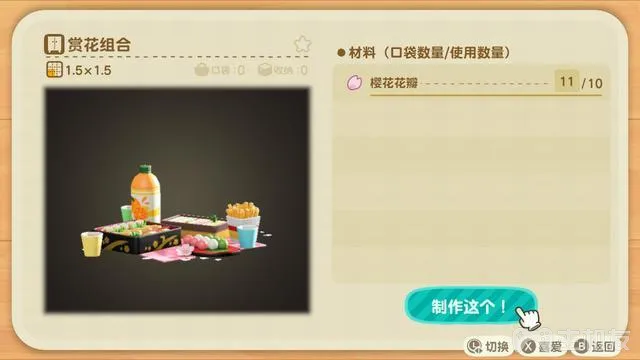 赏花组合
1.5×1.5
口袋：0
收纳：0
材料（口袋数量/使用数量）
樱花花瓣 11/10
制作这个！
切换
X 喜爱
B 返回